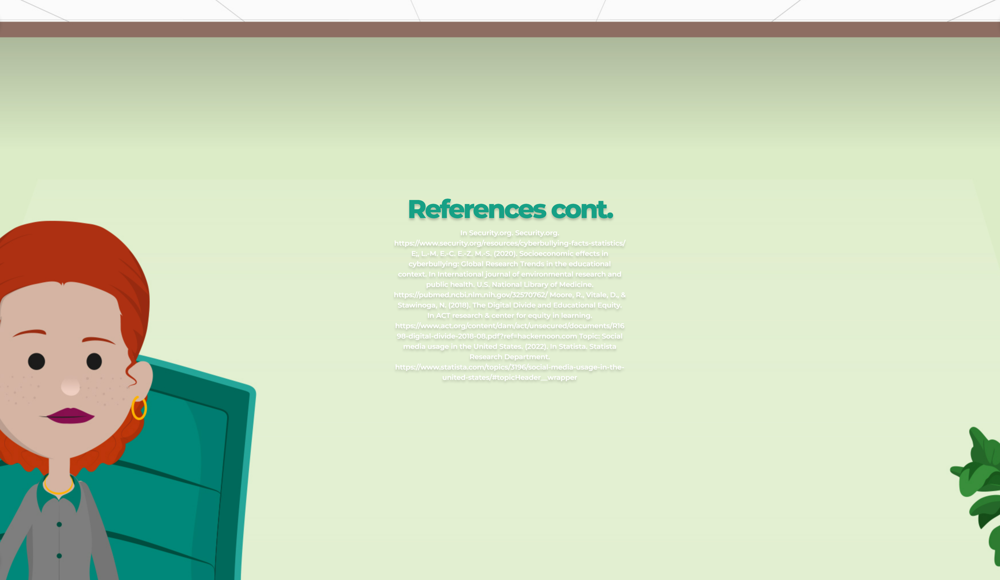 References cont.
In Security.org. Security.org.
https://www.security.org/resources/cyberbullying-facts-statistics/
E;, L.-M. E.-C. E.-Z. M.-S. (2020). Socioeconomic effects in
cyberbullying: Global Research Trends in the educational
context. In International journal of environmental research and
public health. U.S. National Library of Medicine.
https://pubmed.ncbi.nlm.nih.gov/32570762/ Moore, R., Vitale, D., &
Stawinoga, N. (2018). The Digital Divide and Educational Equity.
In ACT research & center for equity in learning.
https://www.act.org/content/dam/act/unsecured/documents/R16
98-digital-divide-2018-08.pdf?ref=hackernoon.com Topic: Social
media usage in the United States. (2022). In Statista. Statista
Research Department.
https://www.statista.com/topics/3196/social-media-usage-in-the-
united-states/#topicHeader__wrapper